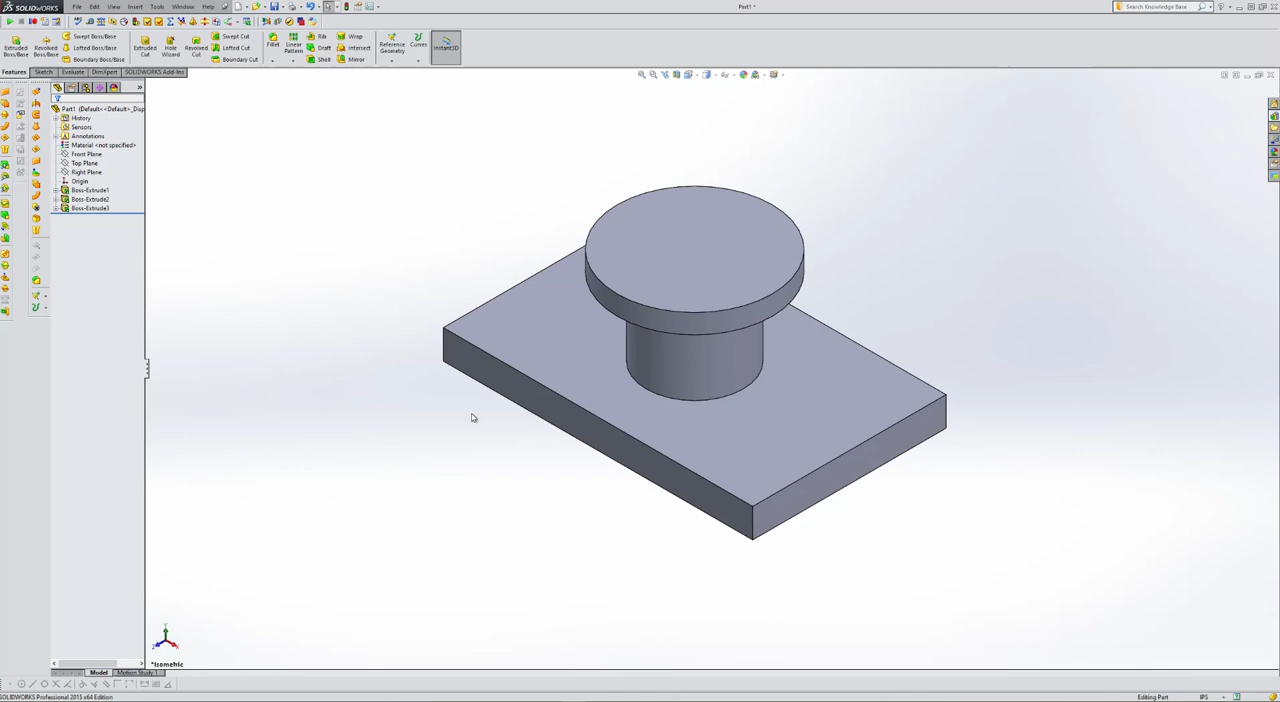 SOLIDWORKS File Edit View Insert Tools Window Help Part1 * Search Knowledge Base
Extruded Boss/Base
Revolved Boss/Base
Swept Boss/Base
Lofted Boss/Base
Boundary Boss/Base
Extruded Cut
Hole Wizard
Revolved Cut
Swept Cut
Lofted Cut
Boundary Cut
Fillet
Linear Pattern
Rib
Draft
Shell
Wrap
Intersect
Mirror
Reference Geometry
Curves
Instant3D
Features Sketch Evaluate DimXpert SOLIDWORKS Add-Ins
Part1 (Default<<Default>_Disp
History
Sensors
Annotations
Material <not specified>
Front Plane
Top Plane
Right Plane
Origin
Boss-Extrude1
Boss-Extrude2
Boss-Extrude3
Y
Z X
*Isometric
Model Motion Study 1
SOLIDWORKS Professional 2015 x64 Edition Editing Part IPS